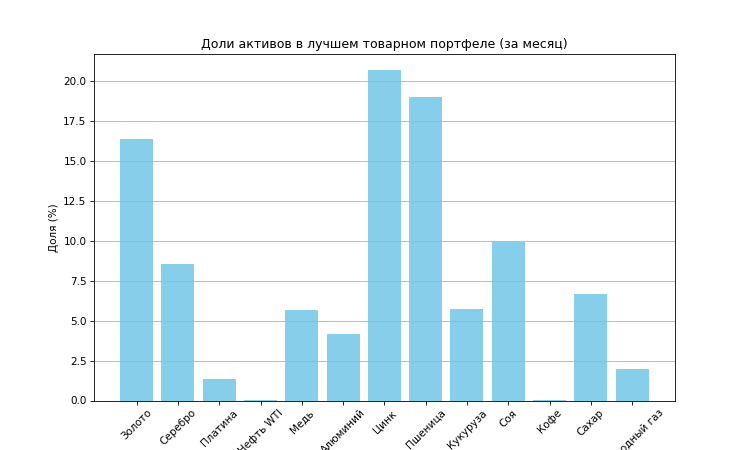 Доли активов в лучшем товарном портфеле (за месяц)
Доля (%)
20.0
17.5
15.0
12.5
10.0
7.5
5.0
2.5
0.0
Золото
Серебро
Платина
Нефть WTI
Медь
Алюминий
Цинк
Пшеница
Кукуруза
Соя
Кофе
Сахар
одный газ